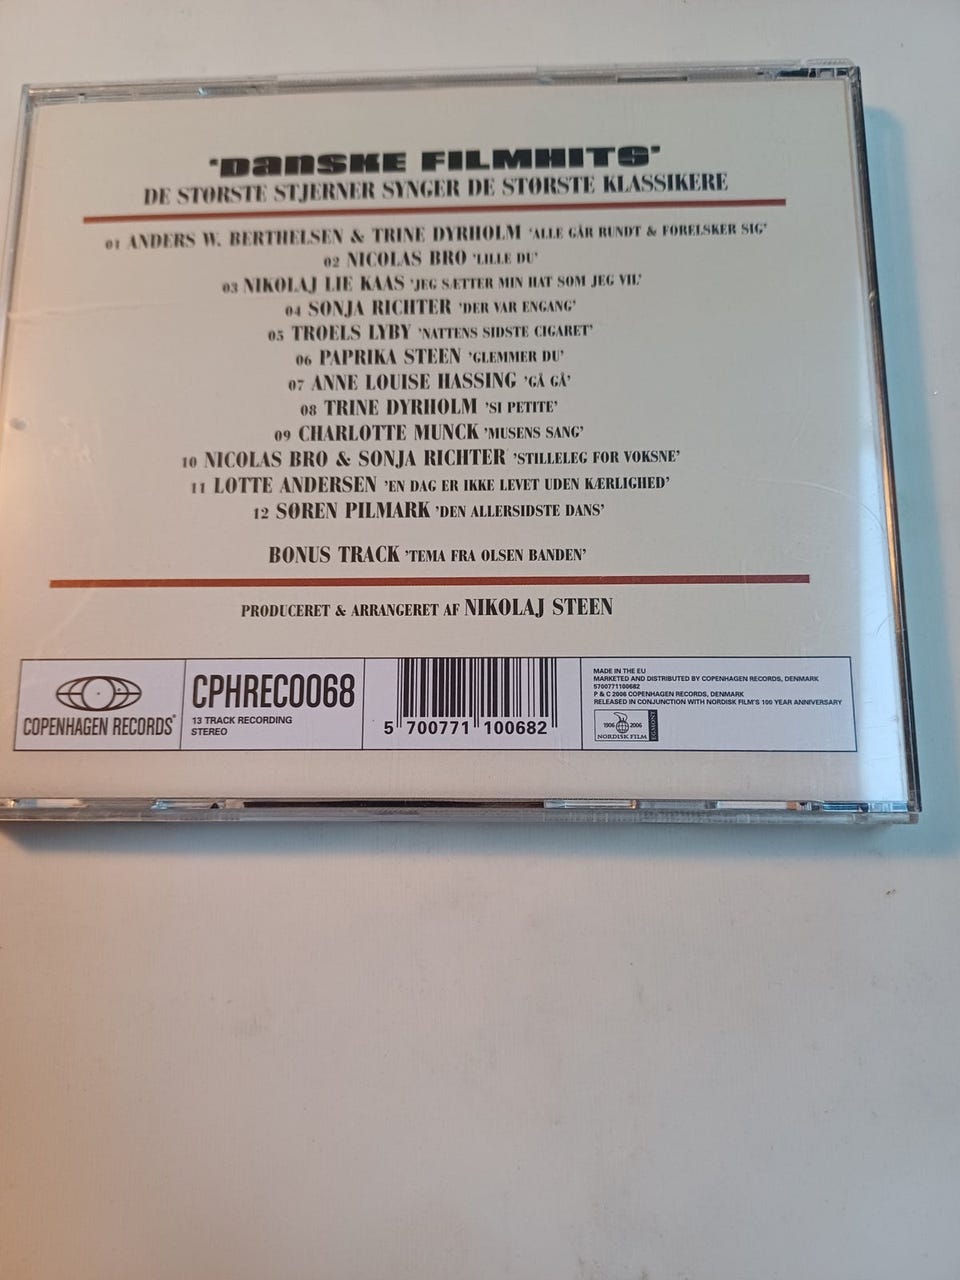 'DANSKE FILMHITS'
DE STØRSTE STJERNER SYNGER DE STØRSTE KLASSIKERE
01 ANDERS W. BERTHELSEN & TRINE DYRHOLM 'ALLE GÅR RUNDT & FORELSKER SIG'
02 NICOLAS BRO 'LILLE DU'
03 NIKOLAJ LIE KAAS 'JEG SÆTTER MIN HAT SOM JEG VIL'
04 SONJA RICHTER 'DER VAR ENGANG'
05 TROELS LYBY 'NATTENS SIDSTE CIGARET'
06 PAPRIKA STEEN 'GLEMMER DU'
07 ANNE LOUISE HASSING 'GÅ GÅ'
08 TRINE DYRHOLM 'SI PETITE'
09 CHARLOTTE MUNCK 'MUSENS SANG'
10 NICOLAS BRO & SONJA RICHTER 'STILLELEG FOR VOKSNE'
11 LOTTE ANDERSEN 'EN DAG ER IKKE LEVET UDEN KÆRLIGHED'
12 SØREN PILMARK 'DEN ALLERSIDSTE DANS'
BONUS TRACK 'TEMA FRA OLSEN BANDEN'
PRODUCERET & ARRANGERET AF NIKOLAJ STEEN
COPENHAGEN RECORDS®
CPHREC0068
13 TRACK RECORDING
STEREO
5 700771 100682
MADE IN THE EU
MARKETED AND DISTRIBUTED BY COPENHAGEN RECORDS, DENMARK
5700771100682
P & C 2006 COPENHAGEN RECORDS, DENMARK
RELEASED IN CONJUNCTION WITH NORDISK FILM'S 100 YEAR ANNIVERSARY
1906 2006
NORDISK FILM
EGMONT